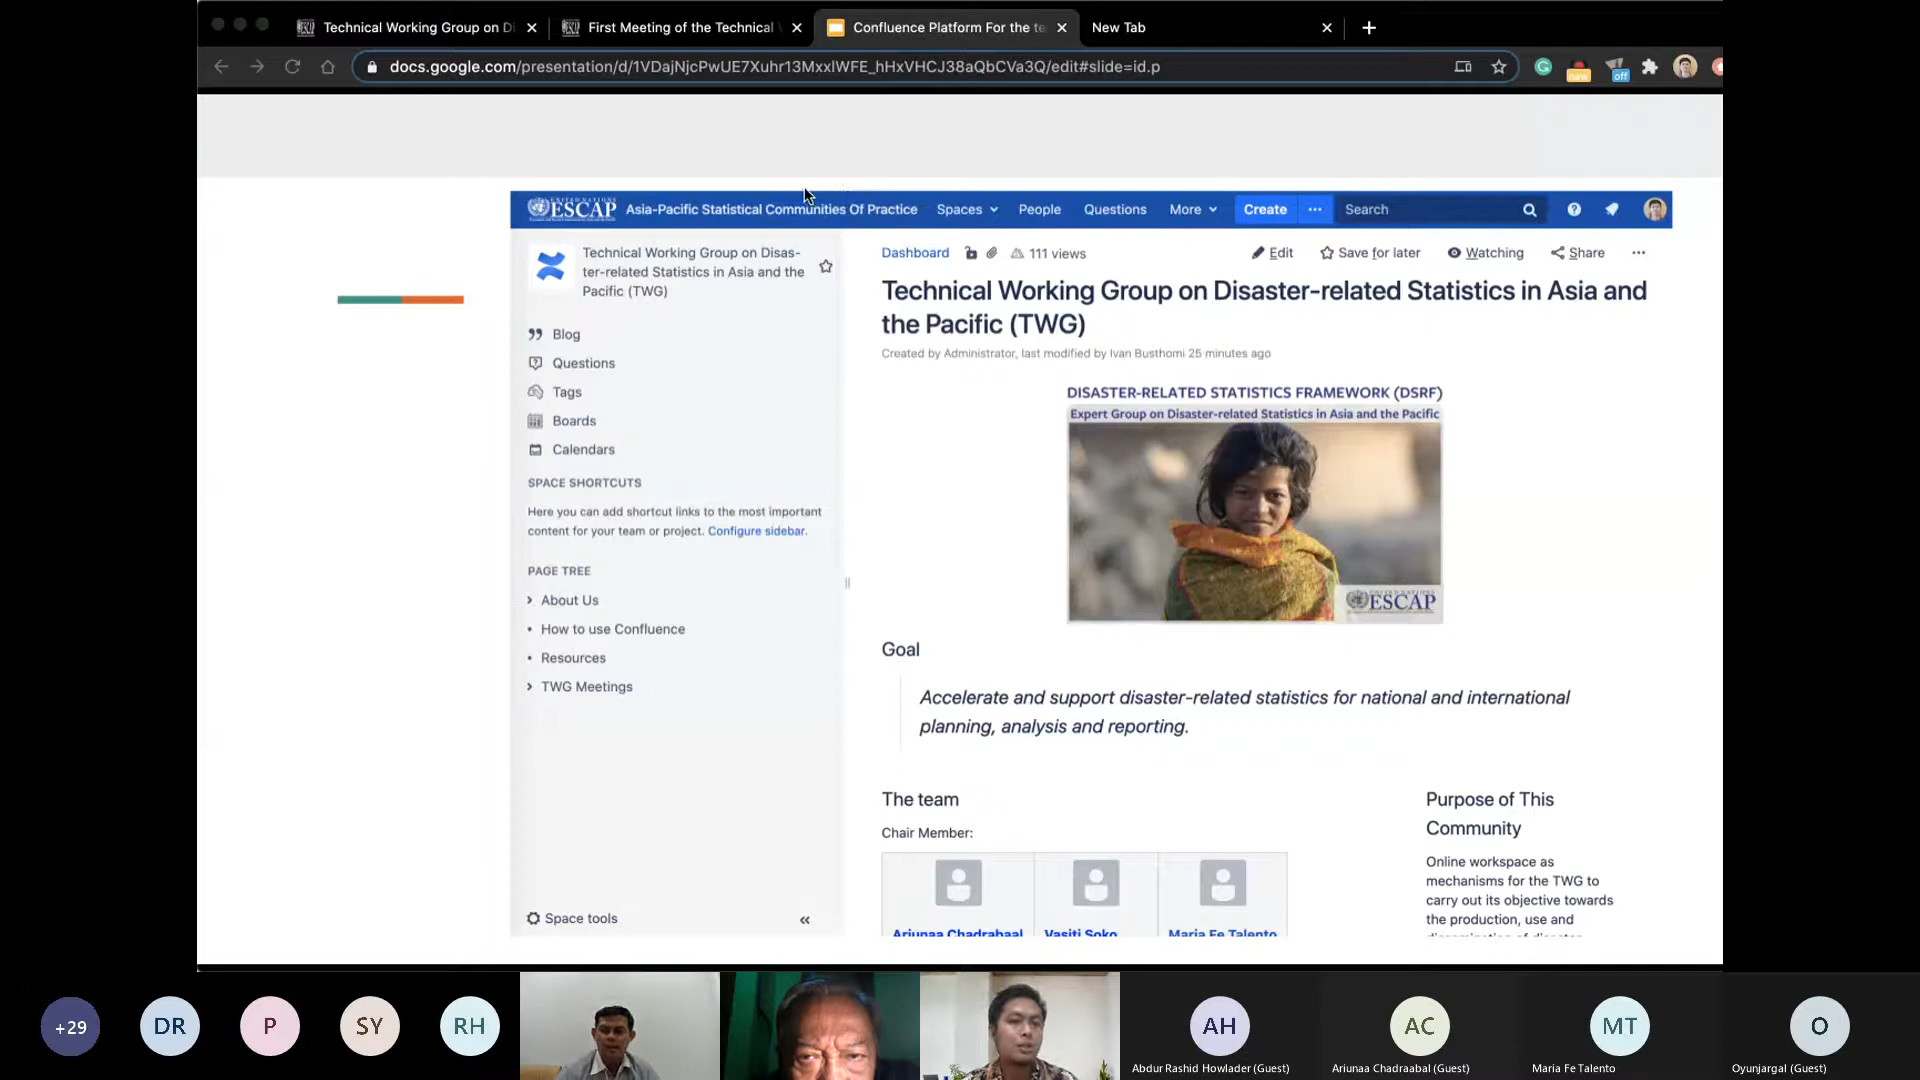 Technical Working Group on Di
First Meeting of the Technical
Confluence Platform For the te
New Tab
docs.google.com/presentation/d/1VDajNjcPwUE7Xuhr13MxxlWFE_hHxVHCJ38aQbCVa3Q/edit#slide=id.p
new
off
UNITED NATIONS
ESCAP Asia-Pacific Statistical Communities Of Practice Spaces People Questions More Create ··· Search
Technical Working Group on Disas-
ter-related Statistics in Asia and the
Pacific (TWG)
Blog
Questions
Tags
Boards
Calendars
SPACE SHORTCUTS
Here you can add shortcut links to the most important
content for your team or project. Configure sidebar.
PAGE TREE
About Us
How to use Confluence
Resources
TWG Meetings
Space tools
Dashboard 111 views Edit Save for later Watching Share ···
Technical Working Group on Disaster-related Statistics in Asia and
the Pacific (TWG)
Created by Administrator, last modified by Ivan Busthomi 25 minutes ago
DISASTER-RELATED STATISTICS FRAMEWORK (DSRF)
Expert Group on Disaster-related Statistics in Asia and the Pacific
UNITED NATIONS
ESCAP
Goal
Accelerate and support disaster-related statistics for national and international
planning, analysis and reporting.
The team
Chair Member:
Ariunaa Chadrabaal Vasiti Soko Maria Fe Talento
Purpose of This
Community
Online workspace as
mechanisms for the TWG to
carry out its objective towards
the production, use and
+29
DR
P
SY
RH
AH
Abdur Rashid Howlader (Guest)
AC
Ariunaa Chadraabal (Guest)
MT
Maria Fe Talento
O
Oyunjargal (Guest)